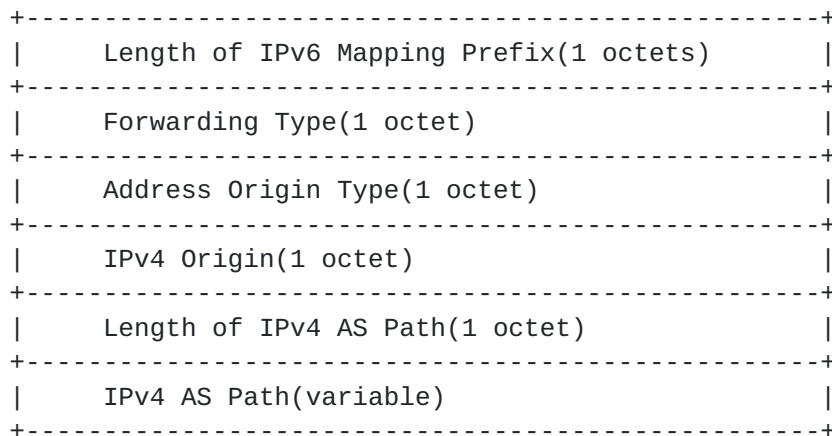 Length of IPv6 Mapping Prefix(1 octets)
Forwarding Type(1 octet)
Address Origin Type(1 octet)
IPv4 Origin(1 octet)
Length of IPv4 AS Path(1 octet)
IPv4 AS Path(variable)